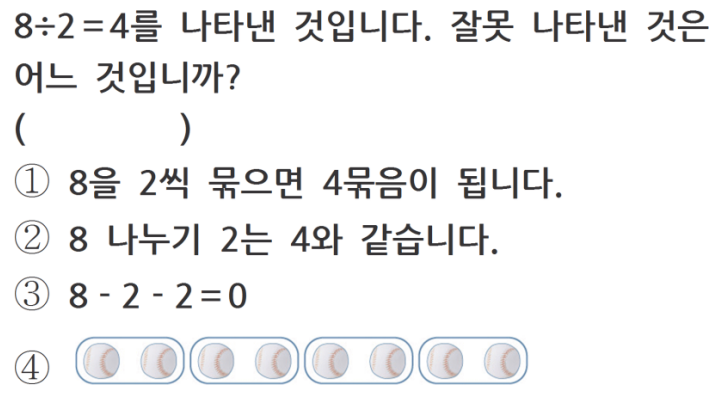 8÷2=4를 나타낸 것입니다. 잘못 나타낸 것은
어느 것입니까?
( )
① 8을 2씩 묶으면 4묶음이 됩니다.
② 8 나누기 2는 4와 같습니다.
③ 8-2-2=0
④